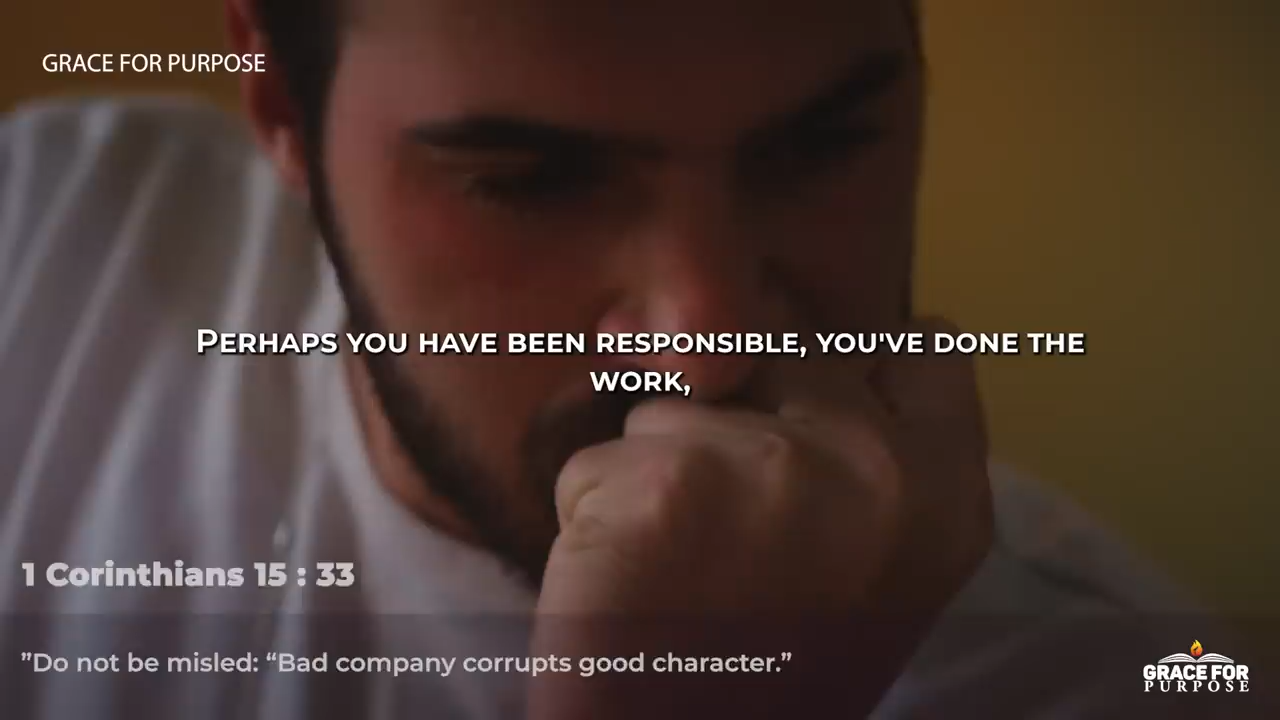 GRACE FOR PURPOSE
PERHAPS YOU HAVE BEEN RESPONSIBLE, YOU'VE DONE THE
WORK,
1 Corinthians 15 : 33
”Do not be misled: “Bad company corrupts good character.”
GRACE FOR
PURPOSE